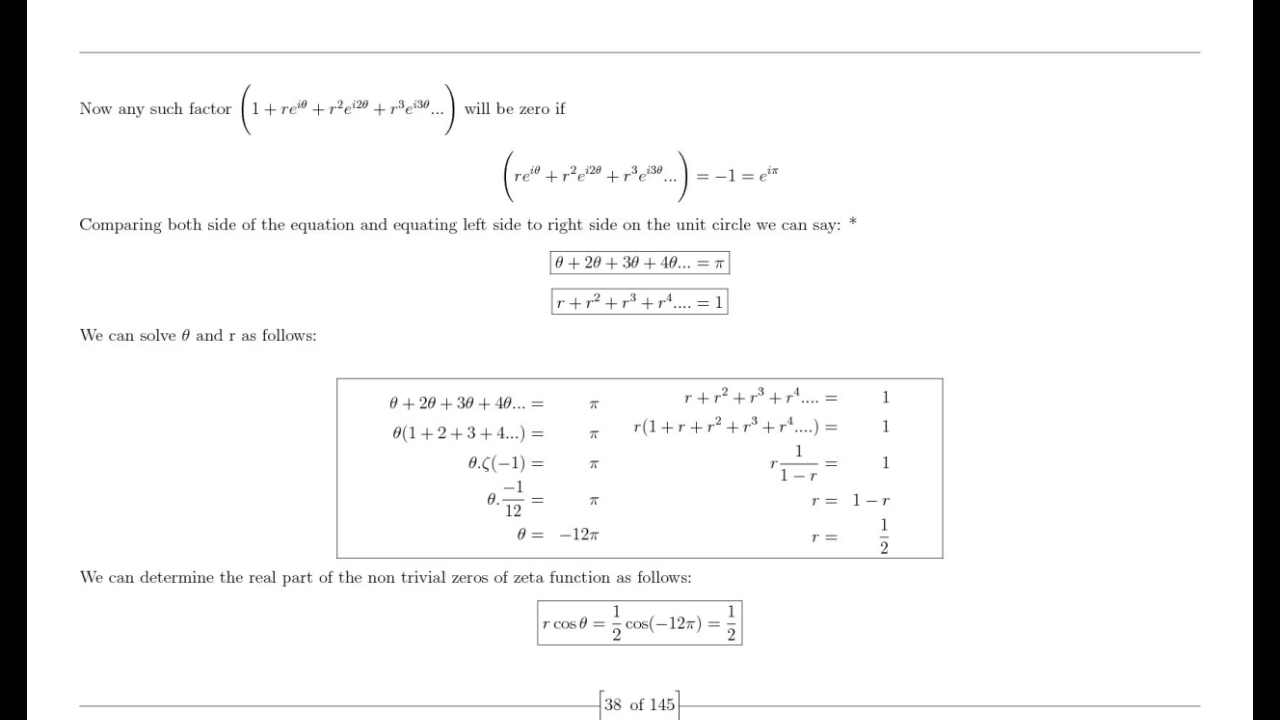 Now any such factor (1 + re^{iθ} + r^2e^{i2θ} + r^3e^{i3θ}...) will be zero if
(re^{iθ} + r^2e^{i2θ} + r^3e^{i3θ}...) = −1 = e^{iπ}
Comparing both side of the equation and equating left side to right side on the unit circle we can say: *
θ + 2θ + 3θ + 4θ... = π
r + r^2 + r^3 + r^4.... = 1
We can solve θ and r as follows:
θ + 2θ + 3θ + 4θ... = π
θ(1 + 2 + 3 + 4...) = π
θ.ζ(−1) = π
θ.\frac{−1}{12} = π
θ = −12π
r + r^2 + r^3 + r^4.... = 1
r(1 + r + r^2 + r^3 + r^4....) = 1
r\frac{1}{1 − r} = 1
r = 1 − r
r = \frac{1}{2}
We can determine the real part of the non trivial zeros of zeta function as follows:
r cos θ = \frac{1}{2} cos(−12π) = \frac{1}{2}
38 of 145